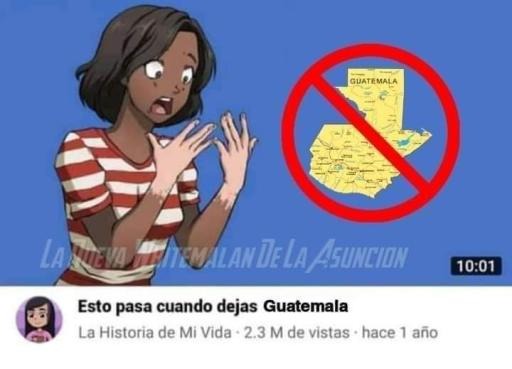 GUATEMALA
LA NUEVA WHITEMALAN DE LA ASUNCION
10:01
Esto pasa cuando dejas Guatemala
La Historia de Mi Vida · 2.3 M de vistas · hace 1 año